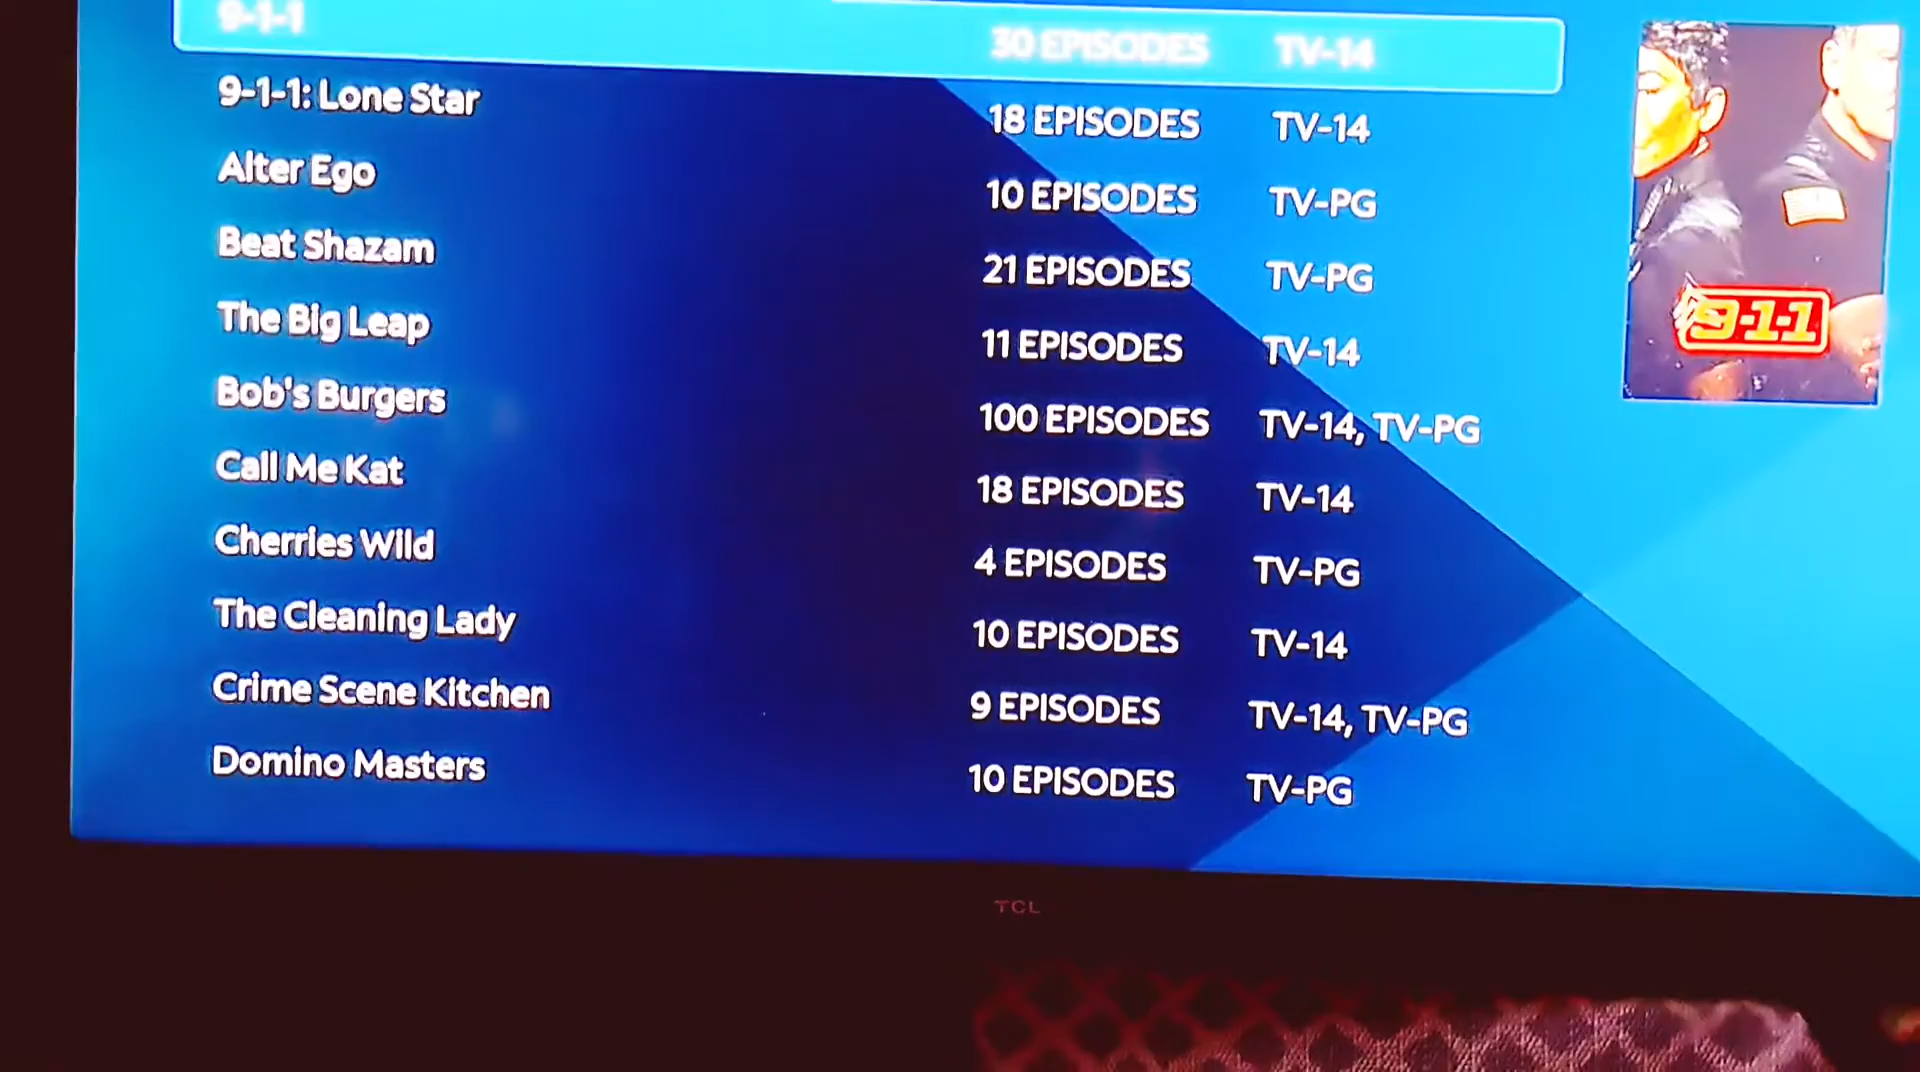 9-1-1 30 EPISODES TV-14
9-1-1: Lone Star 18 EPISODES TV-14
Alter Ego 10 EPISODES TV-PG
Beat Shazam 21 EPISODES TV-PG
The Big Leap 11 EPISODES TV-14
Bob's Burgers 100 EPISODES TV-14, TV-PG
Call Me Kat 18 EPISODES TV-14
Cherries Wild 4 EPISODES TV-PG
The Cleaning Lady 10 EPISODES TV-14
Crime Scene Kitchen 9 EPISODES TV-14, TV-PG
Domino Masters 10 EPISODES TV-PG
9-1-1
TCL